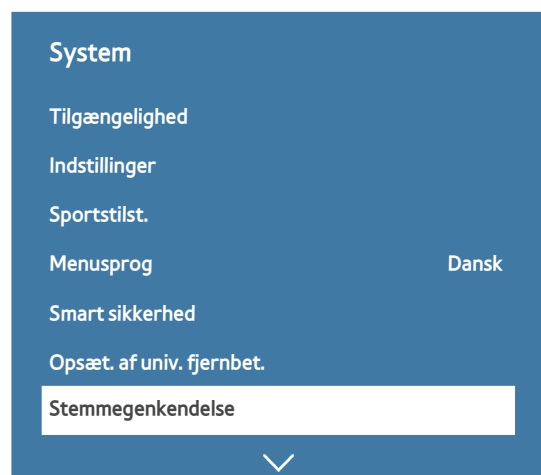 System
Tilgængelighed
Indstillinger
Sportstilst.
Menusprog Dansk
Smart sikkerhed
Opsæt. af univ. fjernbet.
Stemmegenkendelse